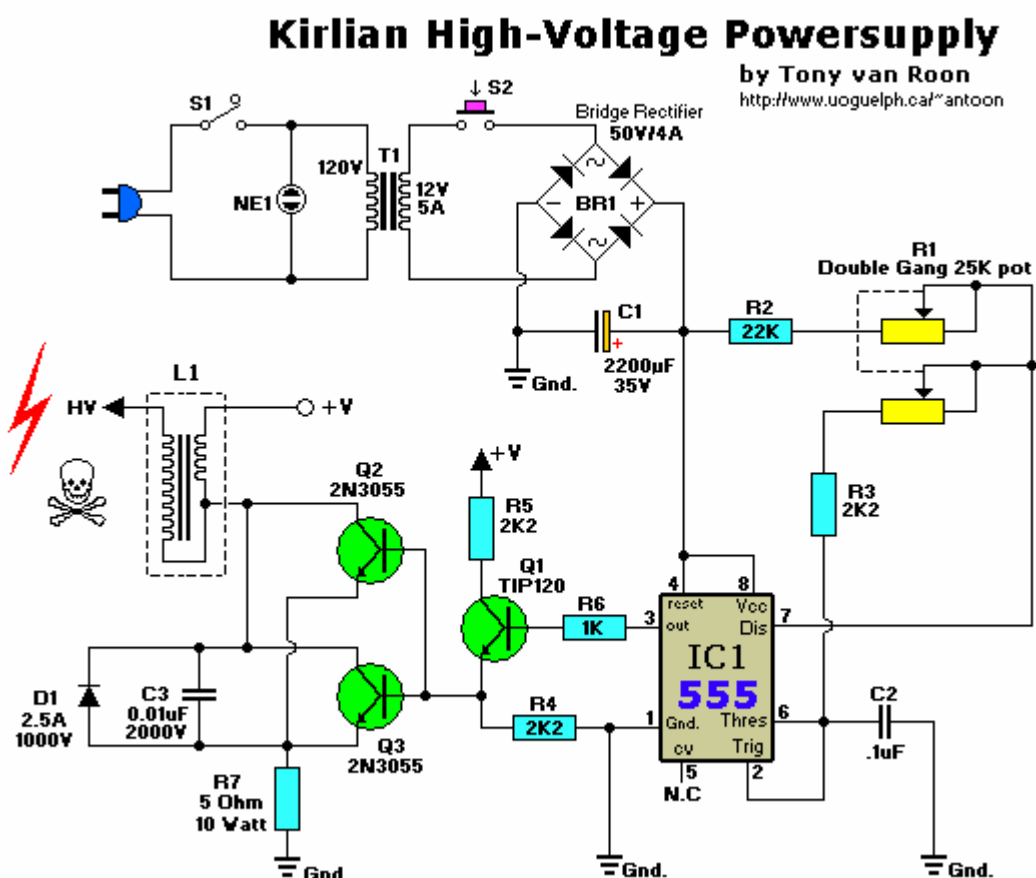 Kirlian High-Voltage Powersupply
by Tony van Roon
http://www.uoguelph.ca/~antoon
S1
↓ S2
Bridge Rectifier
50V/4A
120V
T1
12V
5A
NE1
~
- BR1 +
~
R1
Double Gang 25K pot
C1
+
2200µF
35V
R2
22K
Gnd.
L1
HV
+V
+V
Q2
2N3055
R5
2K2
R3
2K2
Q1
TIP120
R6
1K
4
8
reset
Vcc
3
out
Dis
7
IC1
555
D1
2.5A
1000V
C3
0.01uF
2000V
Q3
2N3055
R4
2K2
1
Gnd.
Thres
6
cv
Trig
5
2
N.C
C2
.1uF
R7
5 Ohm
10 Watt
Gnd
Gnd.
Gnd.